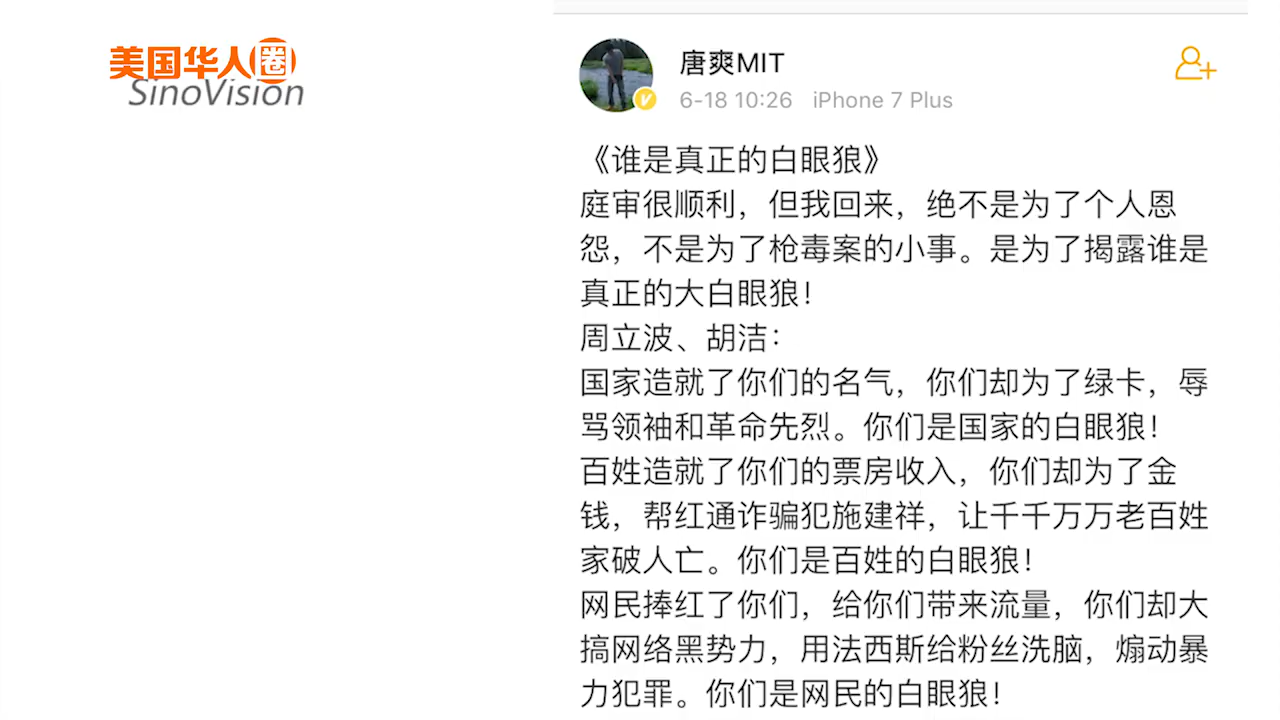 美国华人圈
SinoVision
唐爽MIT
6-18 10:26 iPhone 7 Plus
《谁是真正的白眼狼》
庭审很顺利，但我回来，绝不是为了个人恩
怨，不是为了枪毒案的小事。是为了揭露谁是
真正的大白眼狼！
周立波、胡洁：
国家造就了你们的名气，你们却为了绿卡，辱
骂领袖和革命先烈。你们是国家的白眼狼！
百姓造就了你们的票房收入，你们却为了金
钱，帮红通诈骗犯施建祥，让千千万万老百姓
家破人亡。你们是百姓的白眼狼！
网民捧红了你们，给你们带来流量，你们却大
搞网络黑势力，用法西斯给粉丝洗脑，煽动暴
力犯罪。你们是网民的白眼狼！